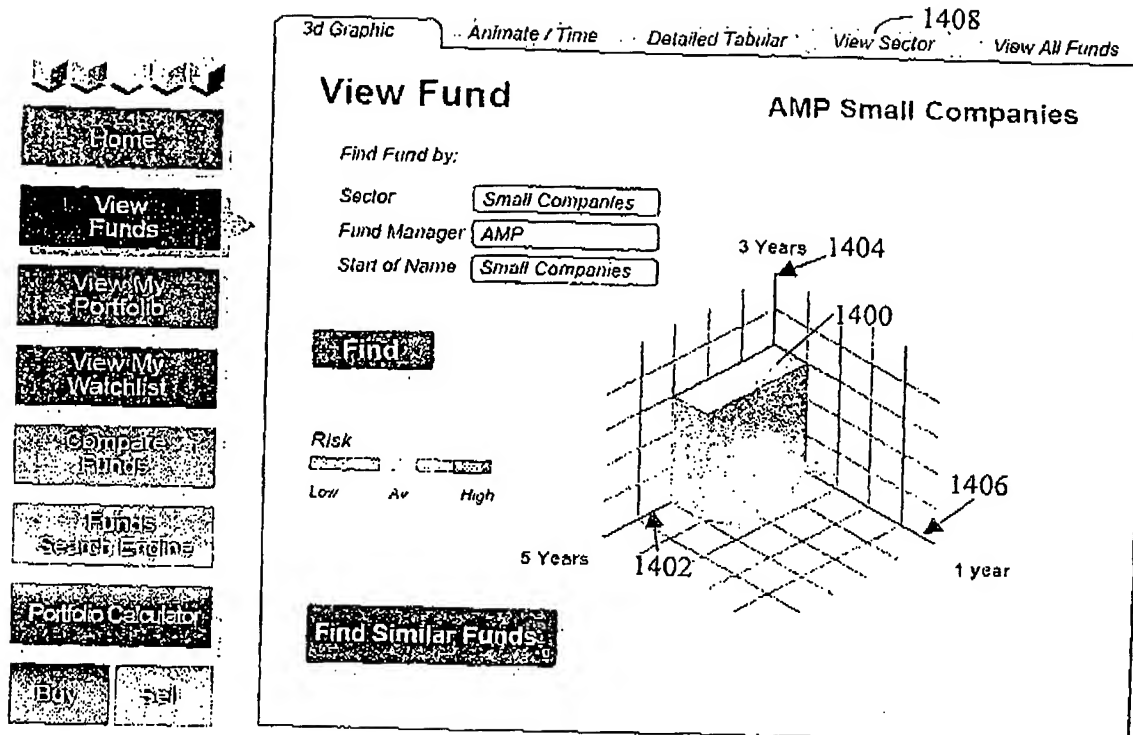 1408
3d Graphic
Animate / Time
Detailed Tabular
View Sector
View All Funds
View Fund
AMP Small Companies
Home
Find Fund by:
View
Funds
Sector
Small Companies
Fund Manager
AMP
Start of Name
Small Companies
3 Years
1404
View My
Portfolio
1400
Find
View My
Watchlist
Risk
Low
Av
High
Compare
Funds
1406
Funds
Search Engine
5 Years
1402
1 year
Portfolio Calculator
Find Similar Funds
Buy
Sell